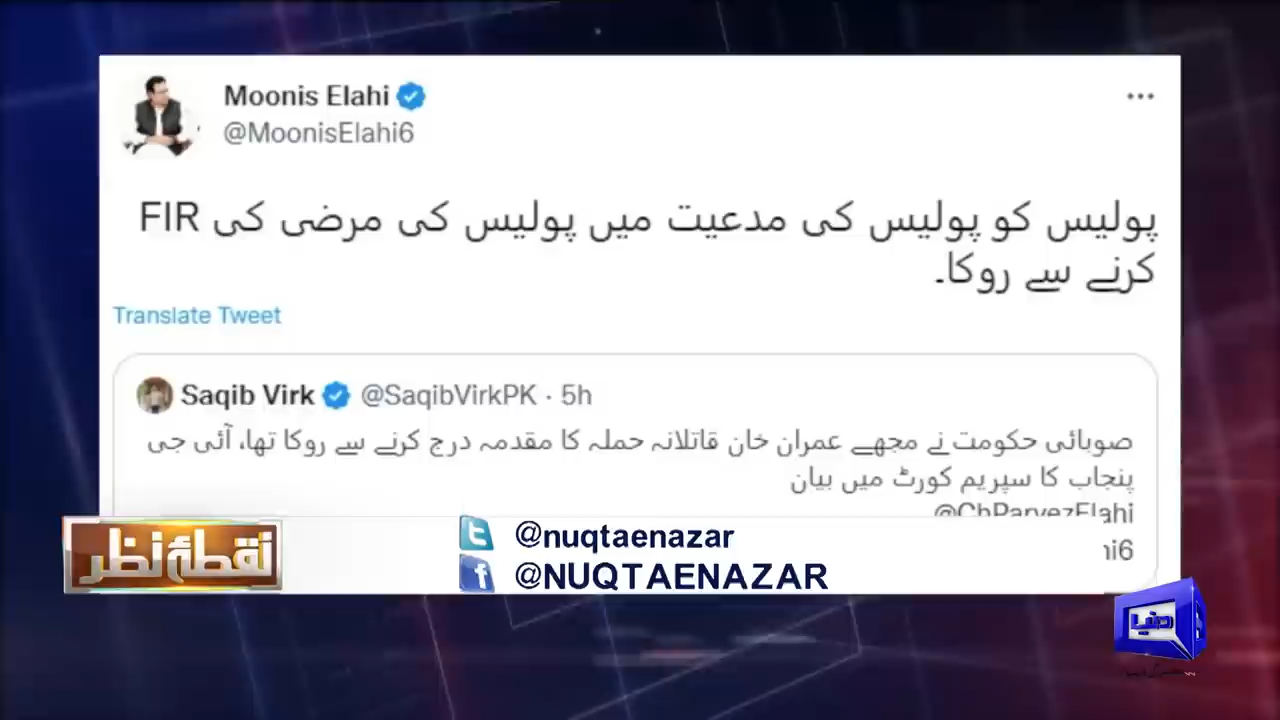 Moonis Elahi
@MoonisElahi6
پولیس کو پولیس کی مدعیت میں پولیس کی مرضی کی FIR
کرنے سے روکا۔
Translate Tweet
Saqib Virk @SaqibVirkPK · 5h
صوبائی حکومت نے مجھے عمران خان قاتلانہ حملہ کا مقدمہ درج کرنے سے روکا تھا، آئی جی
پنجاب کا سپریم کورٹ میں بیان
@ChParvezElahi
hi6
نقطۂ نظر
@nuqtaenazar
@NUQTAENAZAR
دنیا